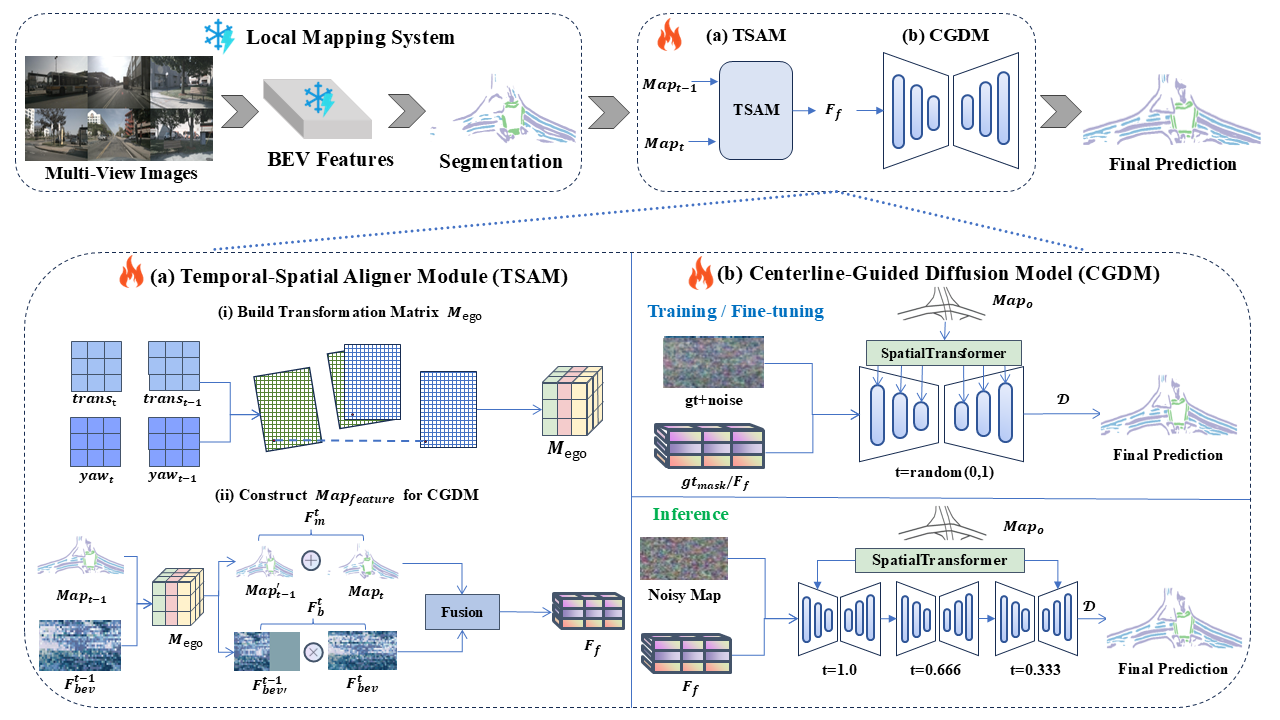 Local Mapping System
Multi-View Images
BEV Features
Segmentation
(a) TSAM
(b) CGDM
Map_{t-1}
Map_t
TSAM
F_f
Final Prediction
(a) Temporal-Spatial Aligner Module (TSAM)
(i) Build Transformation Matrix M_{ego}
trans_t
trans_{t-1}
yaw_t
yaw_{t-1}
M_{ego}
(ii) Construct Map_{feature} for CGDM
F_m^t
Map_{t-1}
M_{ego}
Map'_{t-1}
Map_t
F_b^t
F_{bev}^{t-1}
F_{bev'}^{t-1}
F_{bev}^t
Fusion
F_f
(b) Centerline-Guided Diffusion Model (CGDM)
Training / Fine-tuning
Map_o
SpatialTransformer
gt+noise
gt_{mask}/F_f
t=random(0,1)
𝒟
Final Prediction
Inference
Map_o
SpatialTransformer
Noisy Map
F_f
t=1.0
t=0.666
t=0.333
𝒟
Final Prediction